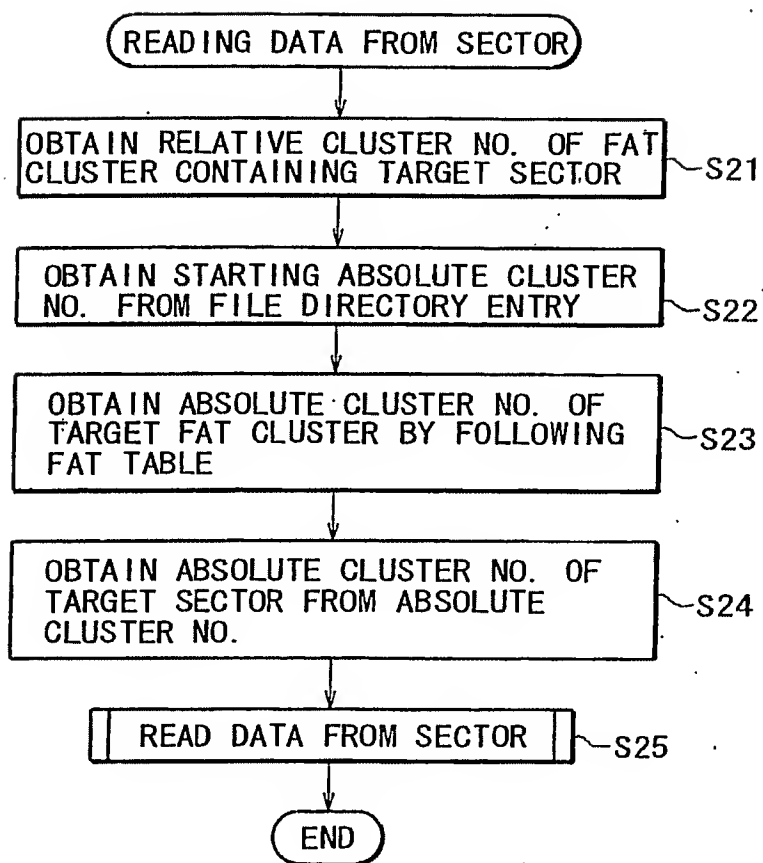 READING DATA FROM SECTOR
OBTAIN RELATIVE CLUSTER NO. OF FAT
CLUSTER CONTAINING TARGET SECTOR
S21
OBTAIN STARTING ABSOLUTE CLUSTER
NO. FROM FILE DIRECTORY ENTRY
S22
OBTAIN ABSOLUTE CLUSTER NO. OF
TARGET FAT CLUSTER BY FOLLOWING
FAT TABLE
S23
OBTAIN ABSOLUTE CLUSTER NO. OF
TARGET SECTOR FROM ABSOLUTE
CLUSTER NO.
S24
READ DATA FROM SECTOR
S25
END